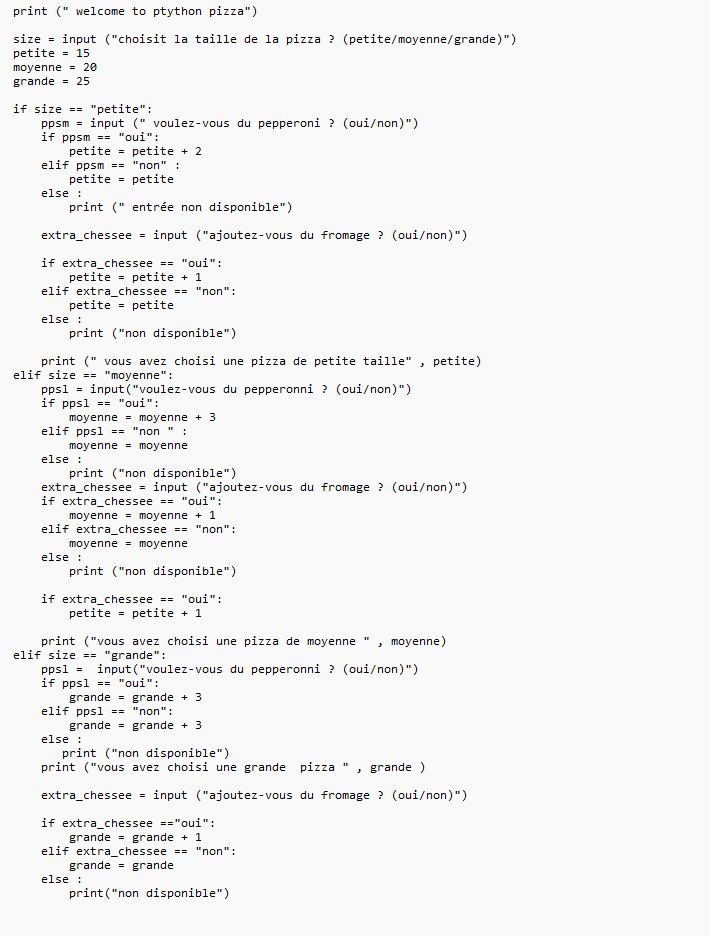 print (" welcome to ptython pizza")

size = input ("choisit la taille de la pizza ? (petite/moyenne/grande)")
petite = 15
moyenne = 20
grande = 25

if size == "petite":
    ppsm = input (" voulez-vous du pepperoni ? (oui/non)")
    if ppsm == "oui":
        petite = petite + 2
    elif ppsm == "non" :
        petite = petite
    else :
        print (" entrée non disponible")

    extra_chessee = input ("ajoutez-vous du fromage ? (oui/non)")

    if extra_chessee == "oui":
        petite = petite + 1
    elif extra_chessee == "non":
        petite = petite
    else :
        print ("non disponible")

    print (" vous avez choisi une pizza de petite taille" , petite)
elif size == "moyenne":
    ppsl = input("voulez-vous du pepperonni ? (oui/non)")
    if ppsl == "oui":
        moyenne = moyenne + 3
    elif ppsl == "non " :
        moyenne = moyenne
    else :
        print ("non disponible")
    extra_chessee = input ("ajoutez-vous du fromage ? (oui/non)")
    if extra_chessee == "oui":
        moyenne = moyenne + 1
    elif extra_chessee == "non":
        moyenne = moyenne
    else :
        print ("non disponible")

    if extra_chessee == "oui":
        petite = petite + 1

    print ("vous avez choisi une pizza de moyenne " , moyenne)
elif size == "grande":
    ppsl =  input("voulez-vous du pepperonni ? (oui/non)")
    if ppsl == "oui":
        grande = grande + 3
    elif ppsl == "non":
        grande = grande + 3
    else :
       print ("non disponible")
    print ("vous avez choisi une grande  pizza " , grande )

    extra_chessee = input ("ajoutez-vous du fromage ? (oui/non)")

    if extra_chessee =="oui":
        grande = grande + 1
    elif extra_chessee == "non":
        grande = grande
    else :
        print("non disponible")